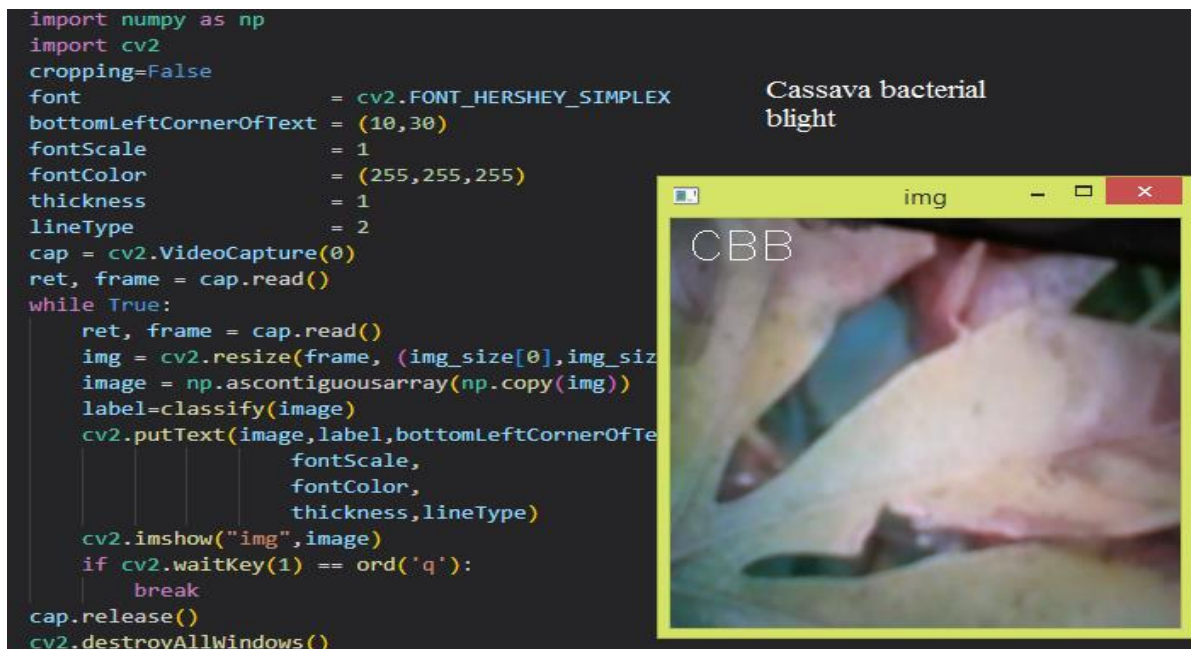 import numpy as np
import cv2
cropping=False
font = cv2.FONT_HERSHEY_SIMPLEX
bottomLeftCornerOfText = (10,30)
fontScale = 1
fontColor = (255,255,255)
thickness = 1
lineType = 2
cap = cv2.VideoCapture(0)
ret, frame = cap.read()
while True:
    ret, frame = cap.read()
    img = cv2.resize(frame, (img_size[0],img_siz
    image = np.ascontiguousarray(np.copy(img))
    label=classify(image)
    cv2.putText(image,label,bottomLeftCornerOfTe
                fontScale,
                fontColor,
                thickness,lineType)
    cv2.imshow("img",image)
    if cv2.waitKey(1) == ord('q'):
        break
cap.release()
cv2.destroyAllWindows()
Cassava bacterial
blight
img
CBB